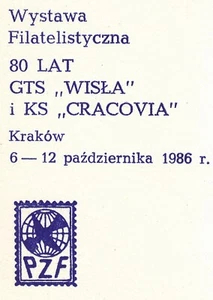 Wystawa
Filatelistyczna
80 LAT
GTS „WISŁA"
i KS „CRACOVIA"
Kraków
6 — 12 października 1986 r.
PZF